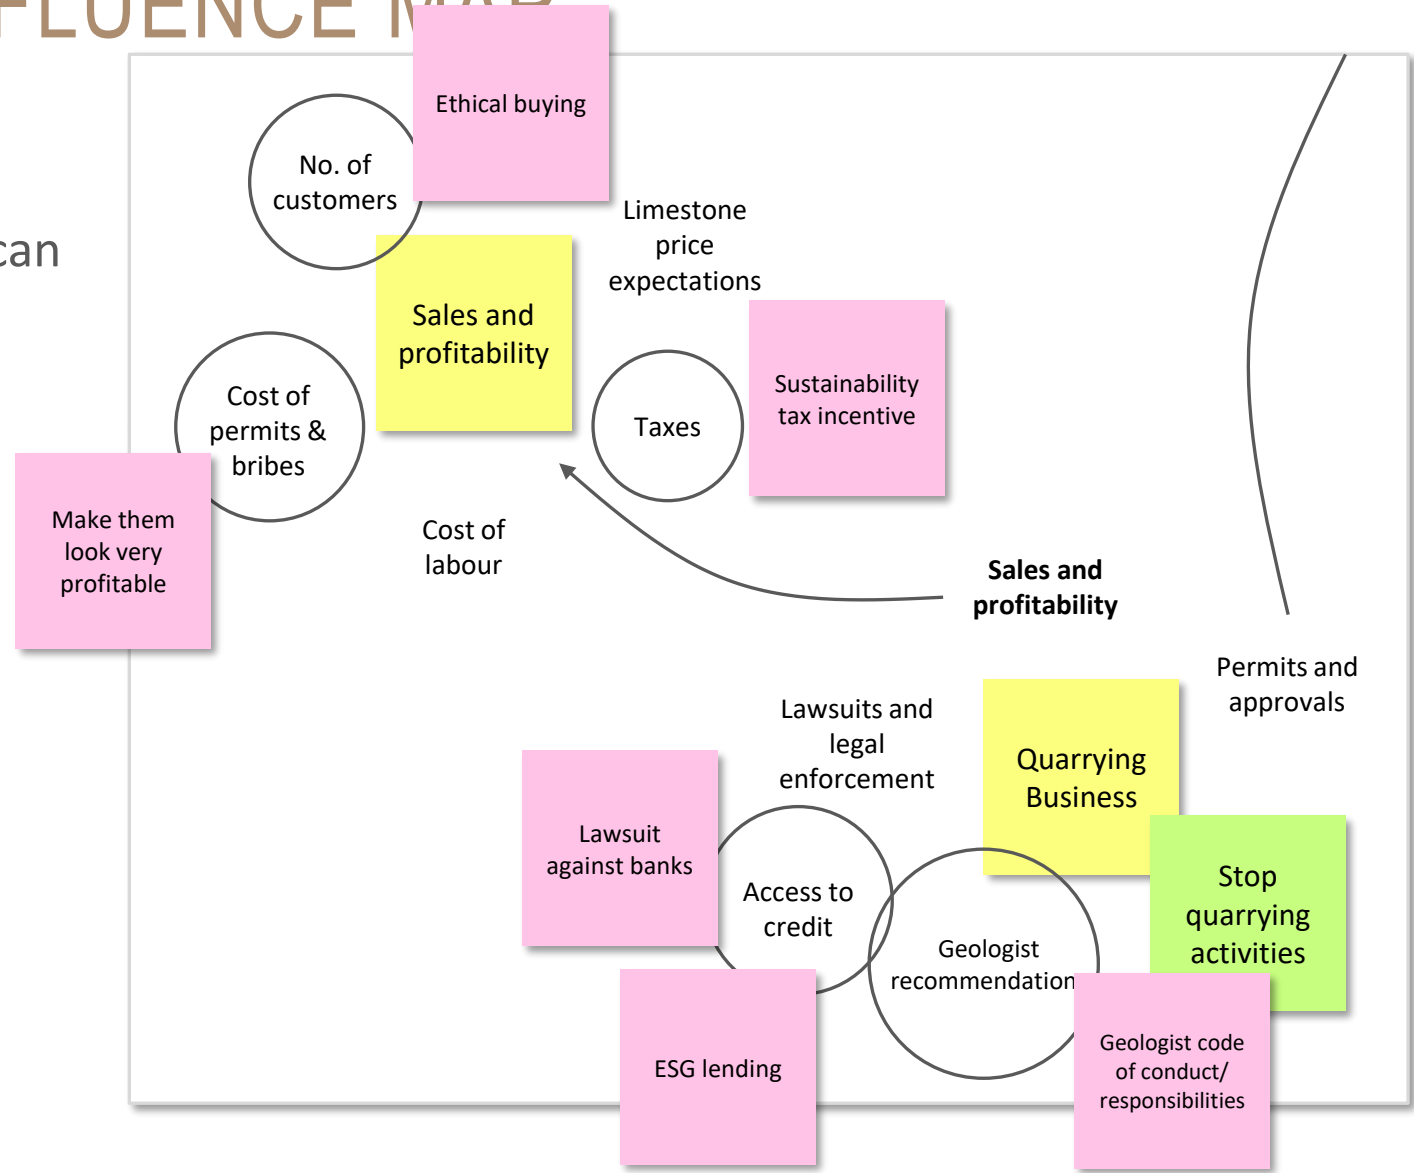 FLUENCE MAP
Ethical buying
No. of
customers
Limestone
price
expectations
can
Sales and
profitability
Sustainability
tax incentive
Cost of
permits &
bribes
Taxes
Make them
look very
profitable
Cost of
labour
Sales and
profitability
Permits and
approvals
Lawsuits and
legal
enforcement
Quarrying
Business
Lawsuit
against banks
Access to
credit
Stop
quarrying
activities
Geologist
recommendation
ESG lending
Geologist code
of conduct/
responsibilities